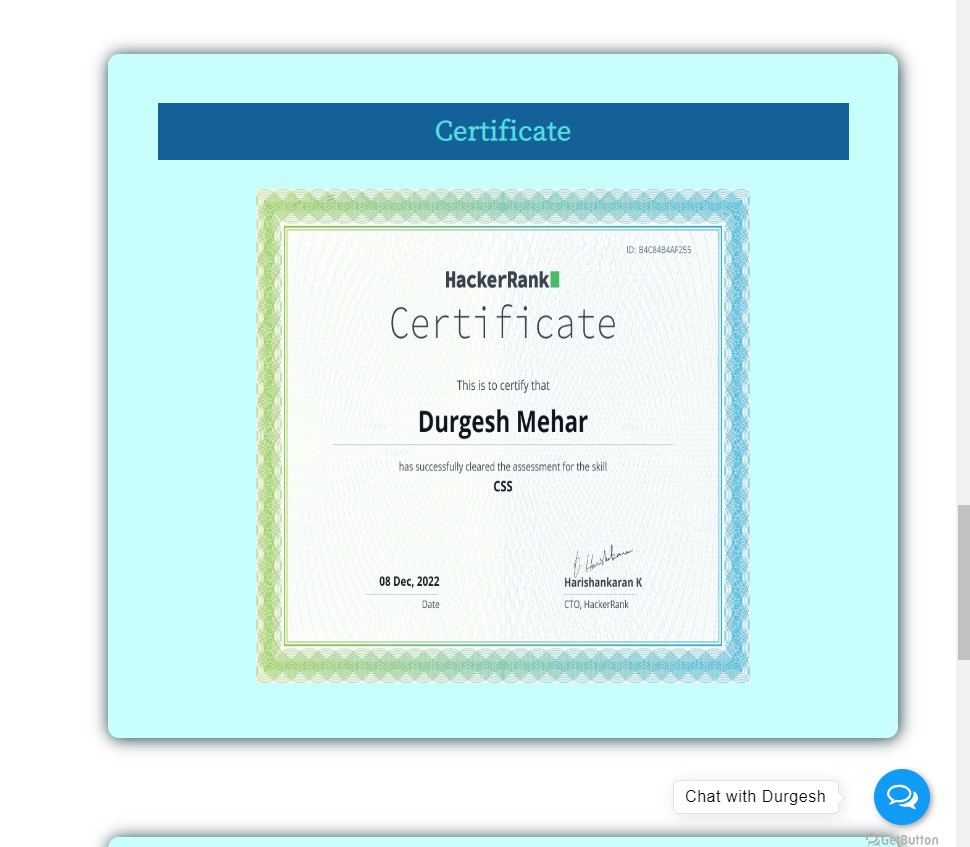 Certificate
ID: B4C84B4AF255
HackerRank
Certificate
This is to certify that
Durgesh Mehar
has successfully cleared the assessment for the skill
CSS
08 Dec, 2022
Date
Harishankaran K
CTO, HackerRank
Chat with Durgesh
GetButton